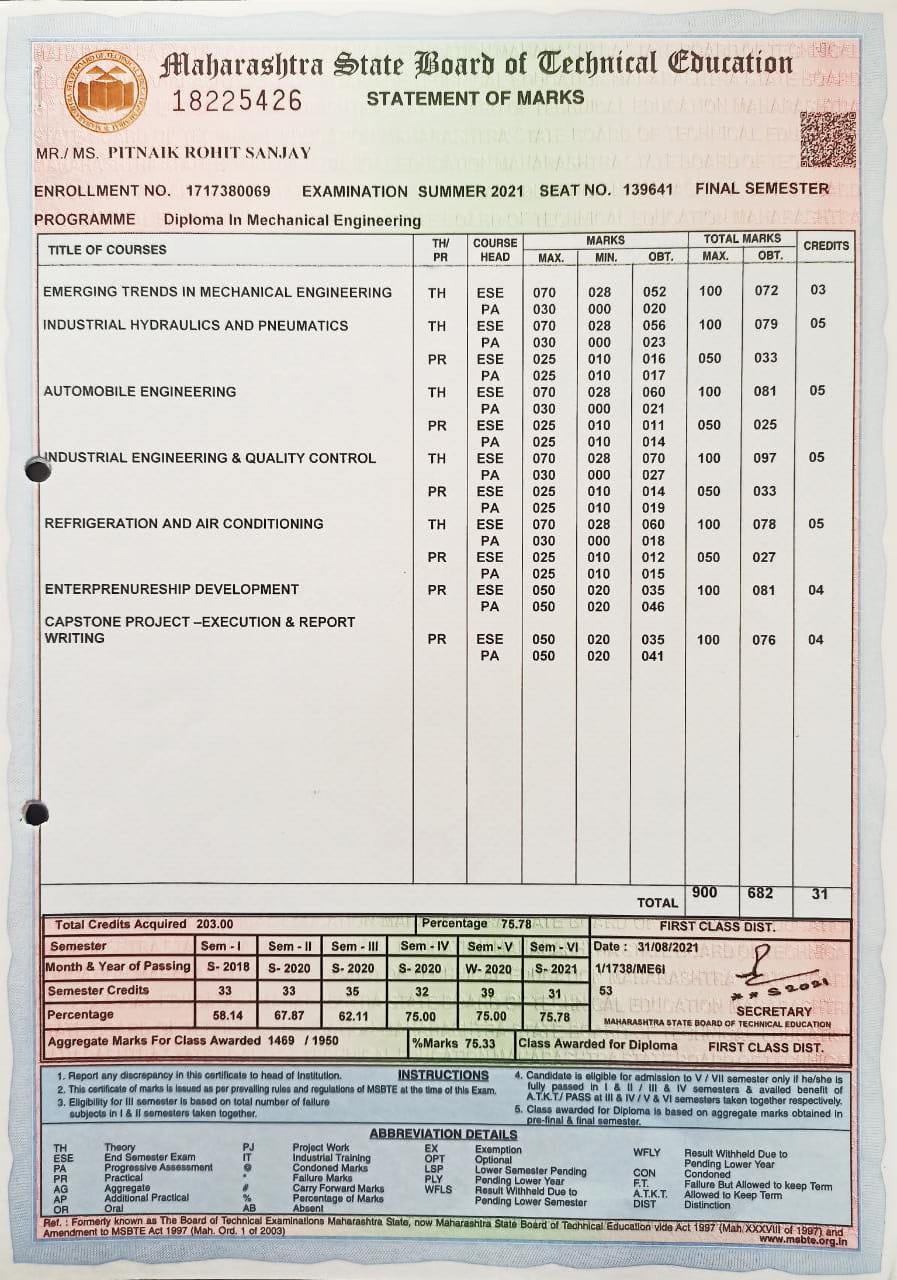 Maharashtra State Board of Technical Education
18225426
STATEMENT OF MARKS
MR./ MS. PITNAIK ROHIT SANJAY
ENROLLMENT NO. 1717380069 EXAMINATION SUMMER 2021 SEAT NO. 139641 FINAL SEMESTER
PROGRAMME Diploma In Mechanical Engineering
TITLE OF COURSES TH/ PR COURSE HEAD MARKS MAX. MIN. OBT. TOTAL MARKS MAX. OBT. CREDITS
EMERGING TRENDS IN MECHANICAL ENGINEERING TH ESE 070 028 052 100 072 03
PA 030 000 020
INDUSTRIAL HYDRAULICS AND PNEUMATICS TH ESE 070 028 056 100 079 05
PA 030 000 023
PR ESE 025 010 016 050 033
PA 025 010 017
AUTOMOBILE ENGINEERING TH ESE 070 028 060 100 081 05
PA 030 000 021
PR ESE 025 010 011 050 025
PA 025 010 014
INDUSTRIAL ENGINEERING & QUALITY CONTROL TH ESE 070 028 070 100 097 05
PA 030 000 027
PR ESE 025 010 014 050 033
PA 025 010 019
REFRIGERATION AND AIR CONDITIONING TH ESE 070 028 060 100 078 05
PA 030 000 018
PR ESE 025 010 012 050 027
PA 025 010 015
ENTERPRENURESHIP DEVELOPMENT PR ESE 050 020 035 100 081 04
PA 050 020 046
CAPSTONE PROJECT –EXECUTION & REPORT
WRITING PR ESE 050 020 035 100 076 04
PA 050 020 041
TOTAL 900 682 31
Total Credits Acquired 203.00 Percentage 75.78 FIRST CLASS DIST.
Semester Sem - I Sem - II Sem - III Sem - IV Sem - V Sem - VI Date : 31/08/2021
Month & Year of Passing S- 2018 S- 2020 S- 2020 S- 2020 W- 2020 S- 2021 1/1738/ME6I
Semester Credits 33 33 35 32 39 31 53
** S2021
Percentage 58.14 67.87 62.11 75.00 75.00 75.78 SECRETARY
MAHARASHTRA STATE BOARD OF TECHNICAL EDUCATION
Aggregate Marks For Class Awarded 1469 / 1950 %Marks 75.33 Class Awarded for Diploma FIRST CLASS DIST.
INSTRUCTIONS
1. Report any discrepancy in this certificate to head of Institution.
2. This certificate of marks is issued as per prevailing rules and regulations of MSBTE at the time of this Exam.
3. Eligibility for III semester is based on total number of failure
subjects in I & II semesters taken together.
4. Candidate is eligible for admission to V / VII semester only if he/she is
fully passed in I & II / III & IV semesters & availed benefit of
A.T.K.T./ PASS at III & IV / V & VI semesters taken together respectively.
5. Class awarded for Diploma is based on aggregate marks obtained in
pre-final & final semester.
ABBREVIATION DETAILS
TH Theory
ESE End Semester Exam
PA Progressive Assessment
PR Practical
AG Aggregate
AP Additional Practical
OR Oral
PJ Project Work
IT Industrial Training
@ Condoned Marks
* Failure Marks
# Carry Forward Marks
% Percentage of Marks
AB Absent
EX Exemption
OPT Optional
LSP Lower Semester Pending
PLY Pending Lower Year
WFLS Result Withheld Due to
Pending Lower Semester
WFLY Result Withheld Due to
Pending Lower Year
CON Condoned
F.T. Failure But Allowed to keep Term
A.T.K.T. Allowed to Keep Term
DIST Distinction
Ref. : Formerly known as The Board of Technical Examinations Maharashtra State, now Maharashtra State Board of Technical Education vide Act 1997 (Mah. XXXVIII of 1997) and
Amendment to MSBTE Act 1997 (Mah. Ord. 1 of 2003)
www.msbte.org.in